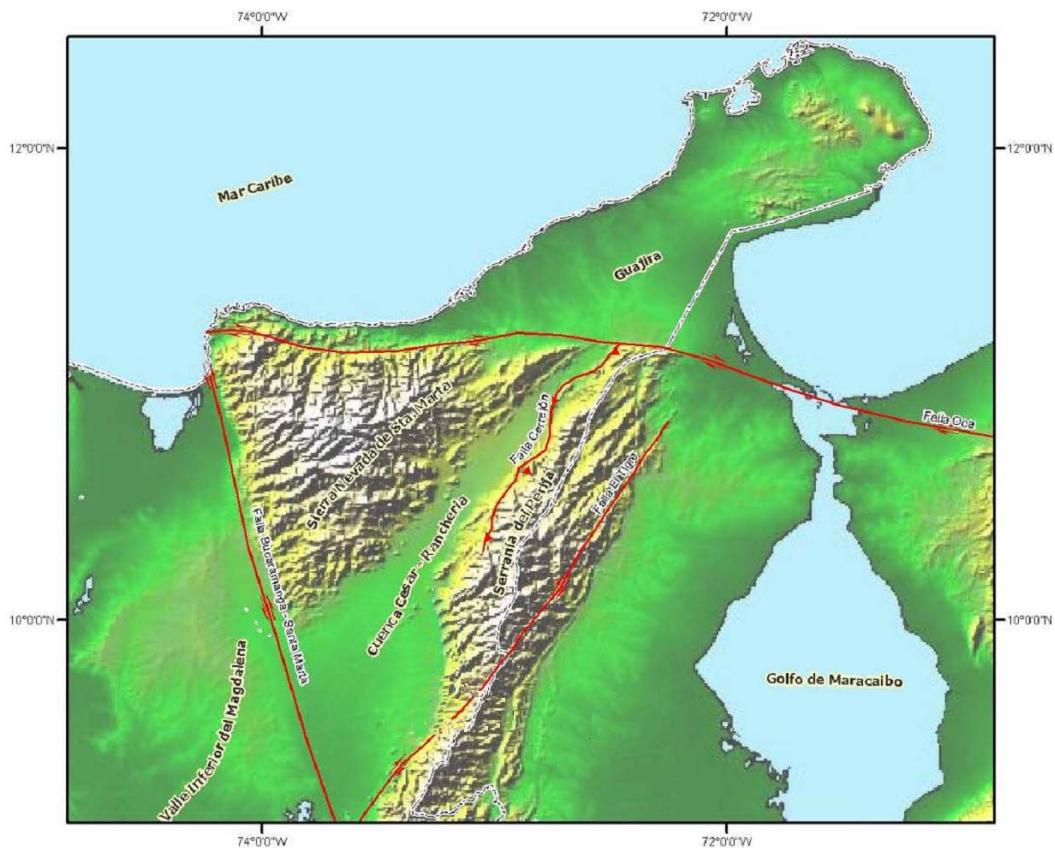 74°0'0"W
72°0'0"W
12°0'0"N
12°0'0"N
Mar Caribe
Guajira
Falla Oca
Sierra Nevada de Sta. Marta
Falla Cerrejón
Serranía del Perijá
Falla El Tigre
Cuenca Cesar - Ranchería
Falla Bucaramanga - Santa Marta
10°0'0"N
10°0'0"N
Valle Inferior del Magdalena
Golfo de Maracaibo
74°0'0"W
72°0'0"W